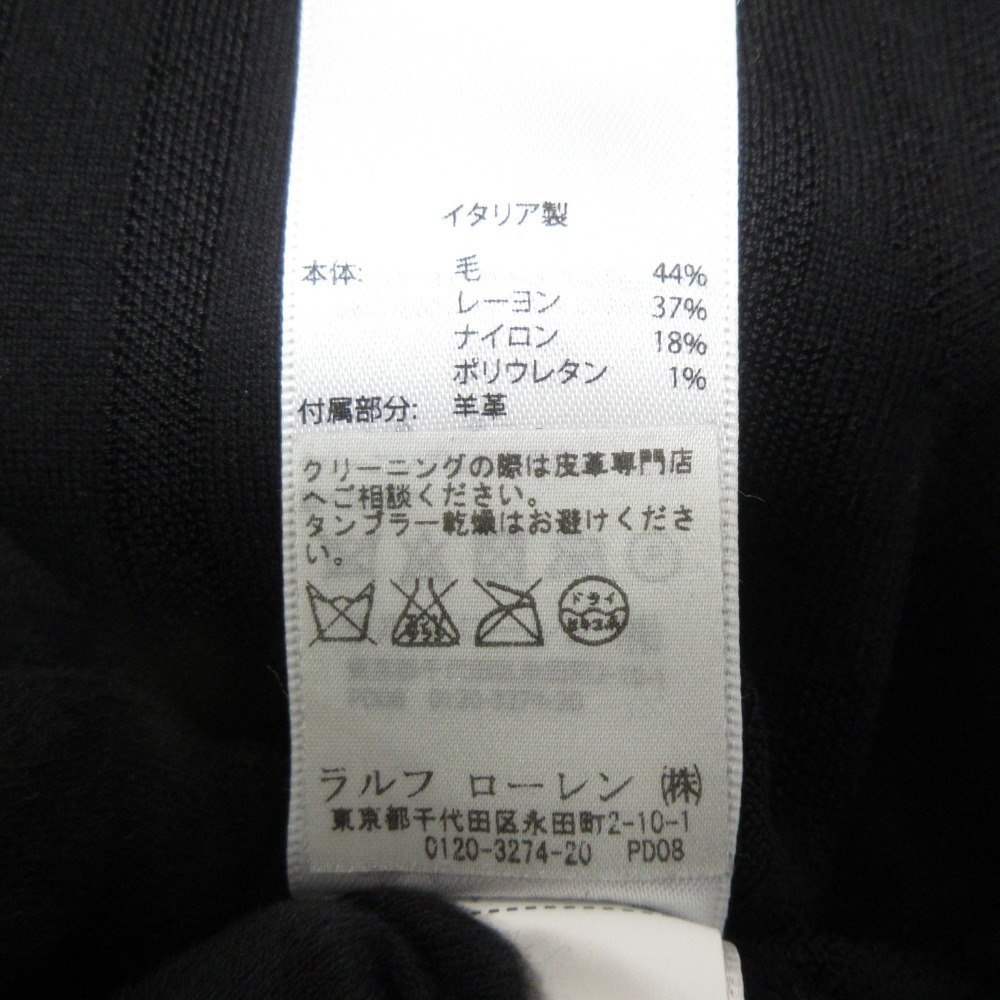 イタリア製
本体: 毛 44%
レーヨン 37%
ナイロン 18%
ポリウレタン 1%
付属部分: 羊革
クリーニングの際は皮革専門店
へご相談ください。
タンブラー乾燥はお避けくださ
い。
ドライ
セキユ系
ラルフ ローレン ㈱
東京都千代田区永田町2-10-1
0120-3274-20 PD08